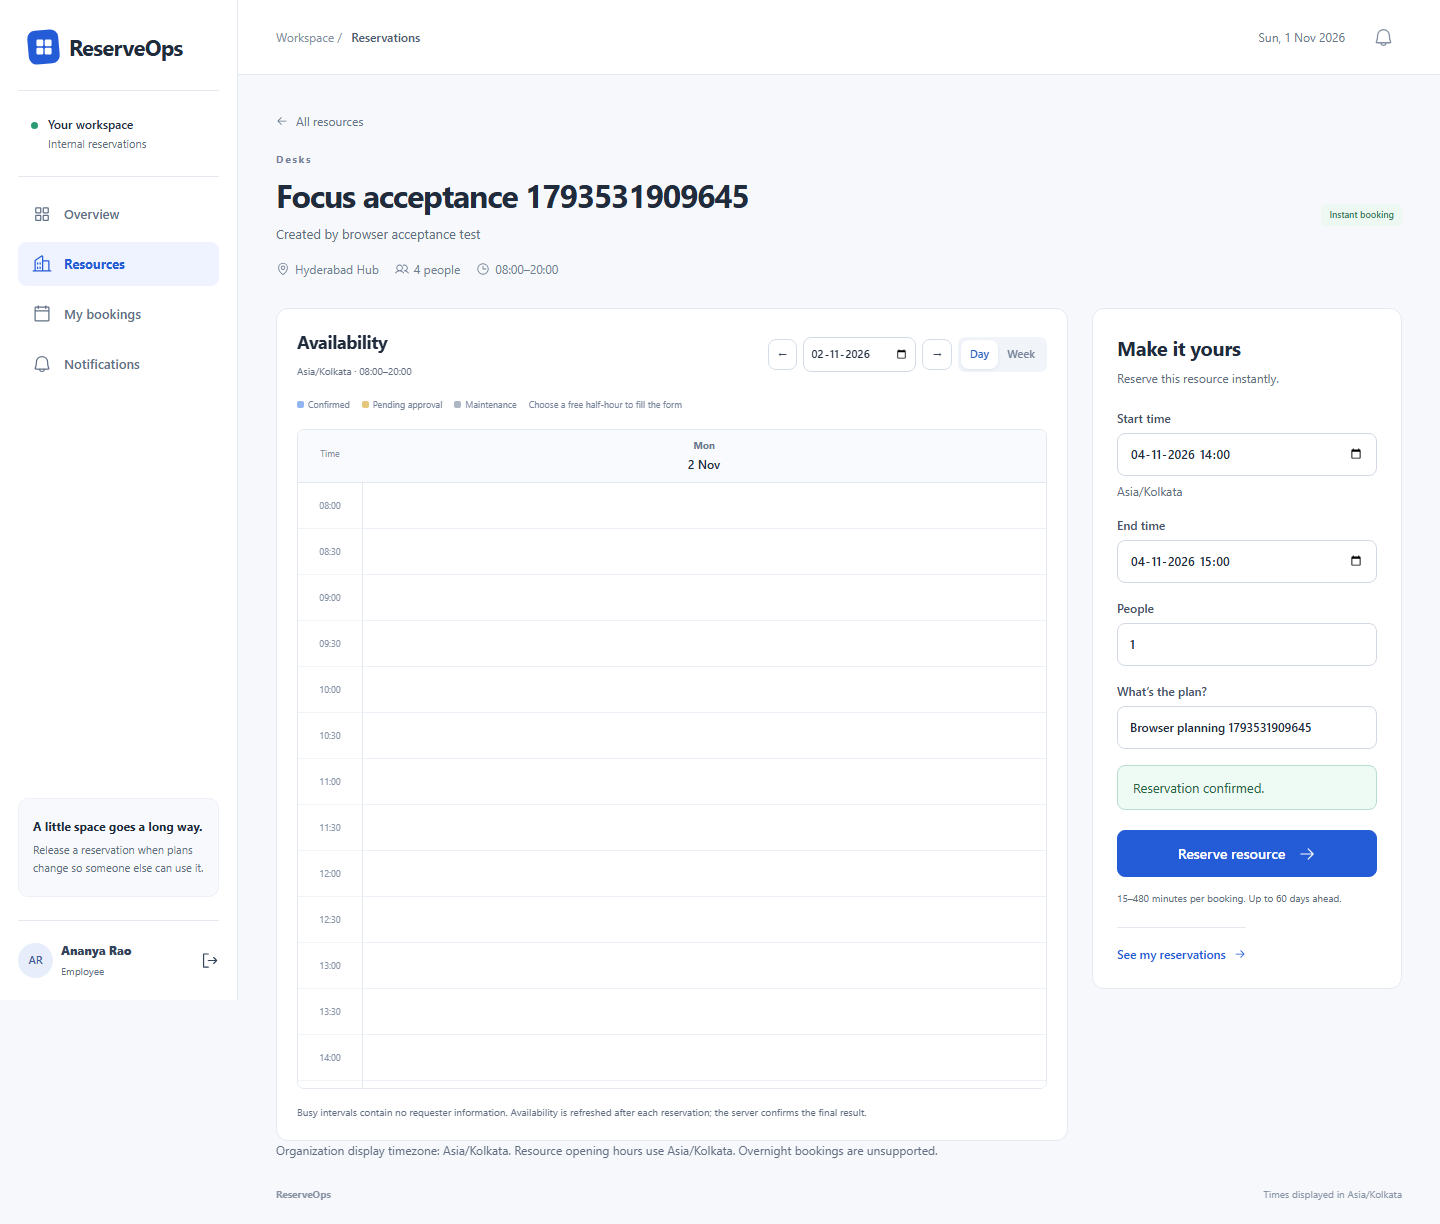 ReserveOps
Your workspace
Internal reservations
Overview
Resources
My bookings
Notifications
A little space goes a long way.
Release a reservation when plans
change so someone else can use it.
AR
Ananya Rao
Employee
Workspace / Reservations
Sun, 1 Nov 2026
← All resources
Desks
Focus acceptance 1793531909645
Created by browser acceptance test
Instant booking
Hyderabad Hub 4 people 08:00–20:00
Availability
Asia/Kolkata · 08:00–20:00
← 02-11-2026 → Day Week
Confirmed Pending approval Maintenance Choose a free half-hour to fill the form
Time
Mon
2 Nov
08:00
08:30
09:00
09:30
10:00
10:30
11:00
11:30
12:00
12:30
13:00
13:30
14:00
Busy intervals contain no requester information. Availability is refreshed after each reservation; the server confirms the final result.
Make it yours
Reserve this resource instantly.
Start time
04-11-2026 14:00
Asia/Kolkata
End time
04-11-2026 15:00
People
1
What's the plan?
Browser planning 1793531909645
Reservation confirmed.
Reserve resource →
15–480 minutes per booking. Up to 60 days ahead.
See my reservations →
Organization display timezone: Asia/Kolkata. Resource opening hours use Asia/Kolkata. Overnight bookings are unsupported.
ReserveOps
Times displayed in Asia/Kolkata